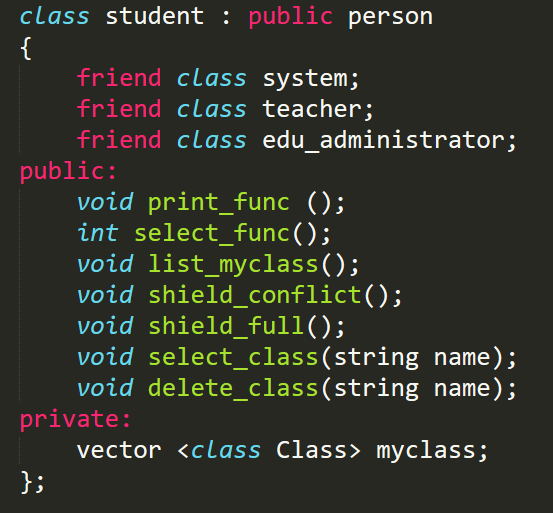 class student : public person
{
    friend class system;
    friend class teacher;
    friend class edu_administrator;
public:
    void print_func ();
    int select_func();
    void list_myclass();
    void shield_conflict();
    void shield_full();
    void select_class(string name);
    void delete_class(string name);
private:
    vector <class Class> myclass;
};